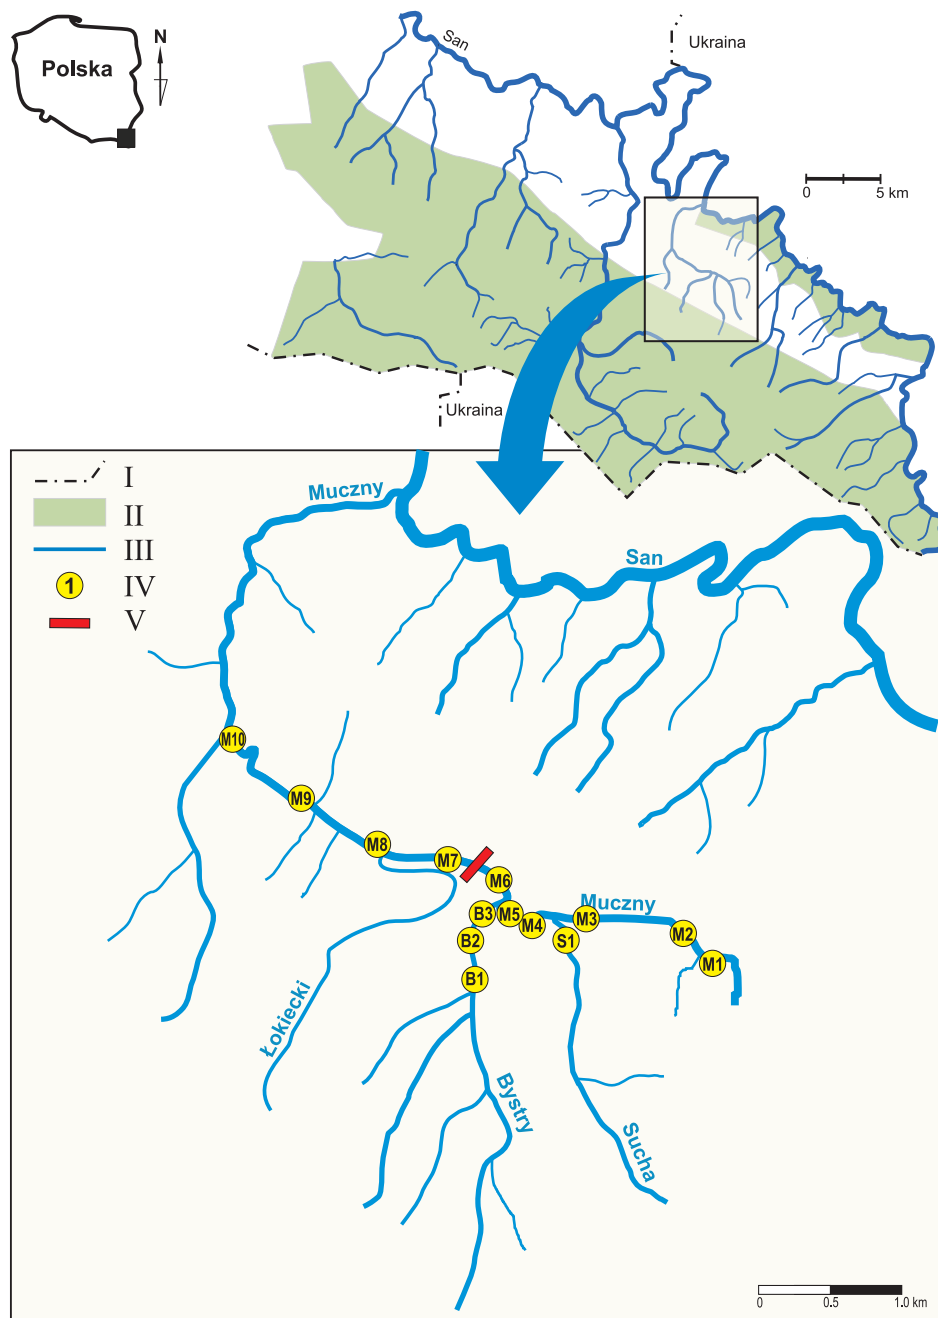 Polska
N
San
Ukraina
0 5 km
Ukraina
I
II
III
1 IV
V
Muczny
San
M10
M9
M8
M7
M6
B3
M5
M4
M3
Muczny
M2
M1
B2
S1
B1
Łokiecki
Bystry
Sucha
0 0.5 1.0 km